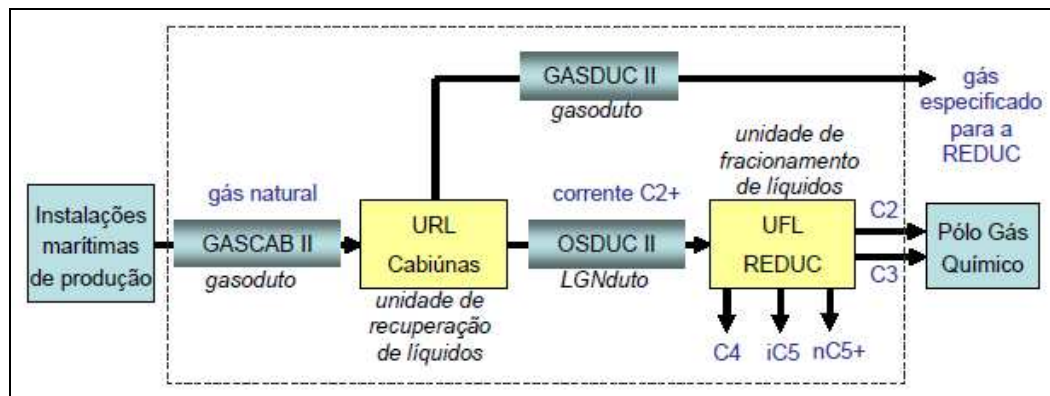 GASDUC II
gasoduto
gás
especificado
para a
REDUC
unidade de
fracionamento
de líquidos
Instalações
marítimas
de produção
gás natural
GASCAB II
gasoduto
URL
Cabiúnas
unidade de
recuperação
de líquidos
corrente C2+
OSDUC II
LGNduto
UFL
REDUC
C2
C3
Pólo Gás
Químico
C4
iC5
nC5+